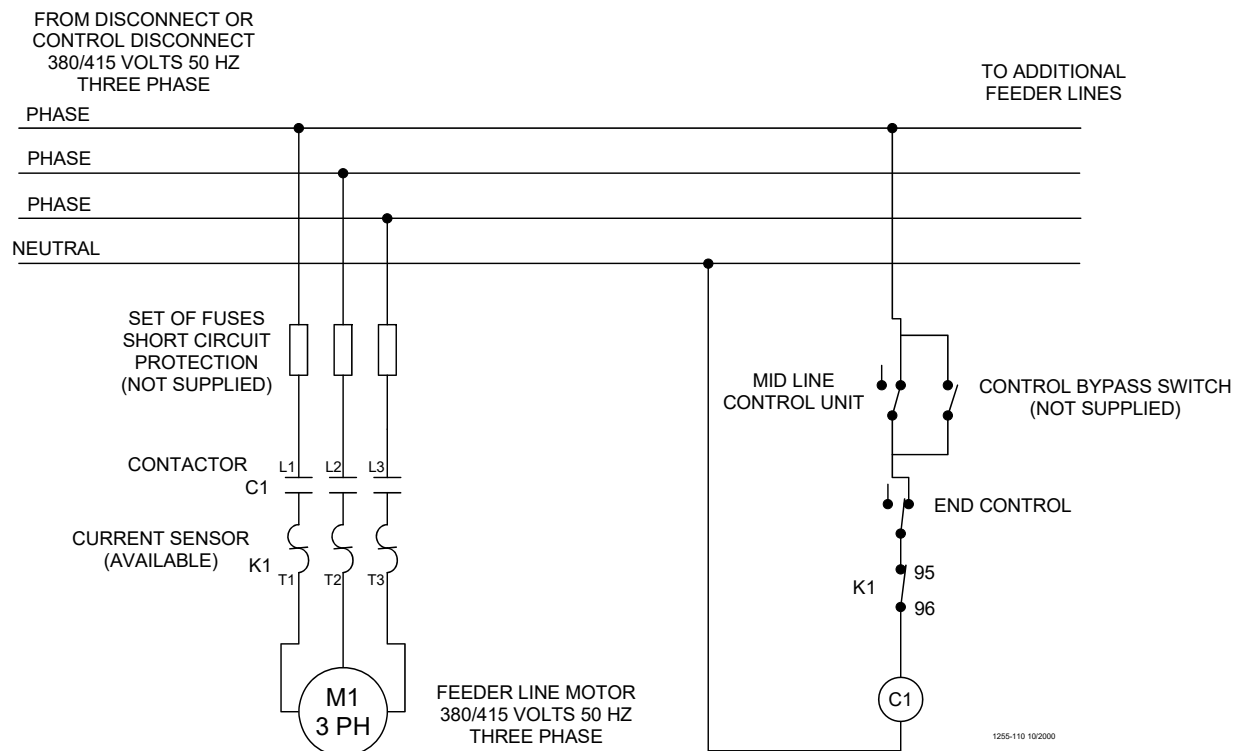 FROM DISCONNECT OR
CONTROL DISCONNECT
380/415 VOLTS 50 HZ
THREE PHASE
TO ADDITIONAL
FEEDER LINES
PHASE
PHASE
PHASE
NEUTRAL
SET OF FUSES
SHORT CIRCUIT
PROTECTION
(NOT SUPPLIED)
MID LINE
CONTROL UNIT
CONTROL BYPASS SWITCH
(NOT SUPPLIED)
CONTACTOR
C1
L1
L2
L3
END CONTROL
CURRENT SENSOR
(AVAILABLE)
K1
T1
T2
T3
K1
95
96
M1
3 PH
FEEDER LINE MOTOR
380/415 VOLTS 50 HZ
THREE PHASE
C1
1255-110 10/2000